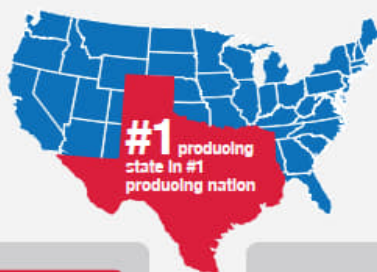 #1 producing
state in #1
producing nation